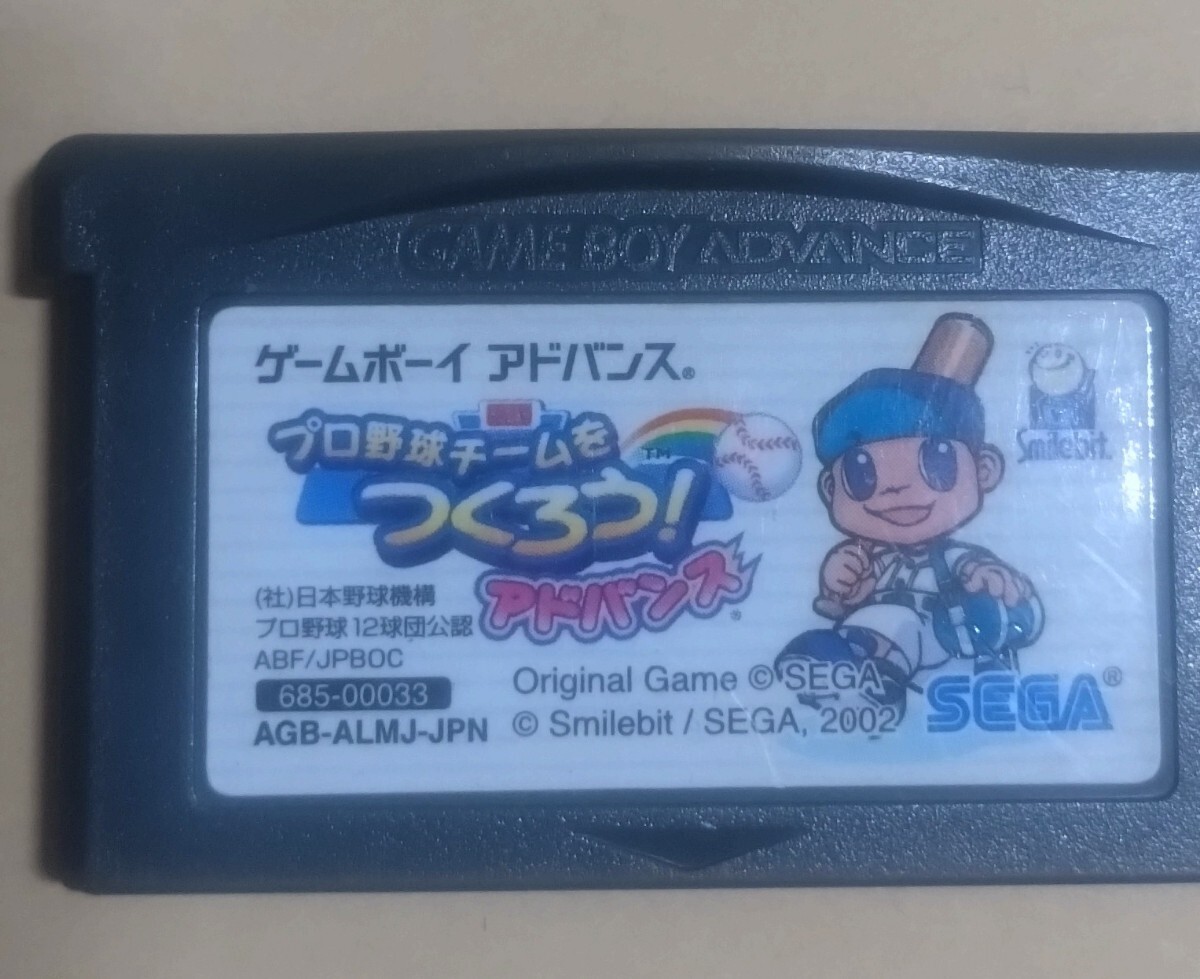 GAME BOY ADVANCE
ゲームボーイ アドバンス®
プロ野球チームを
つくろう!
™
アドバンス®
Smilebit.
(社)日本野球機構
プロ野球12球団公認
ABF/JPBOC
685-00033
AGB-ALMJ-JPN
Original Game © SEGA
© Smilebit / SEGA, 2002
SEGA®